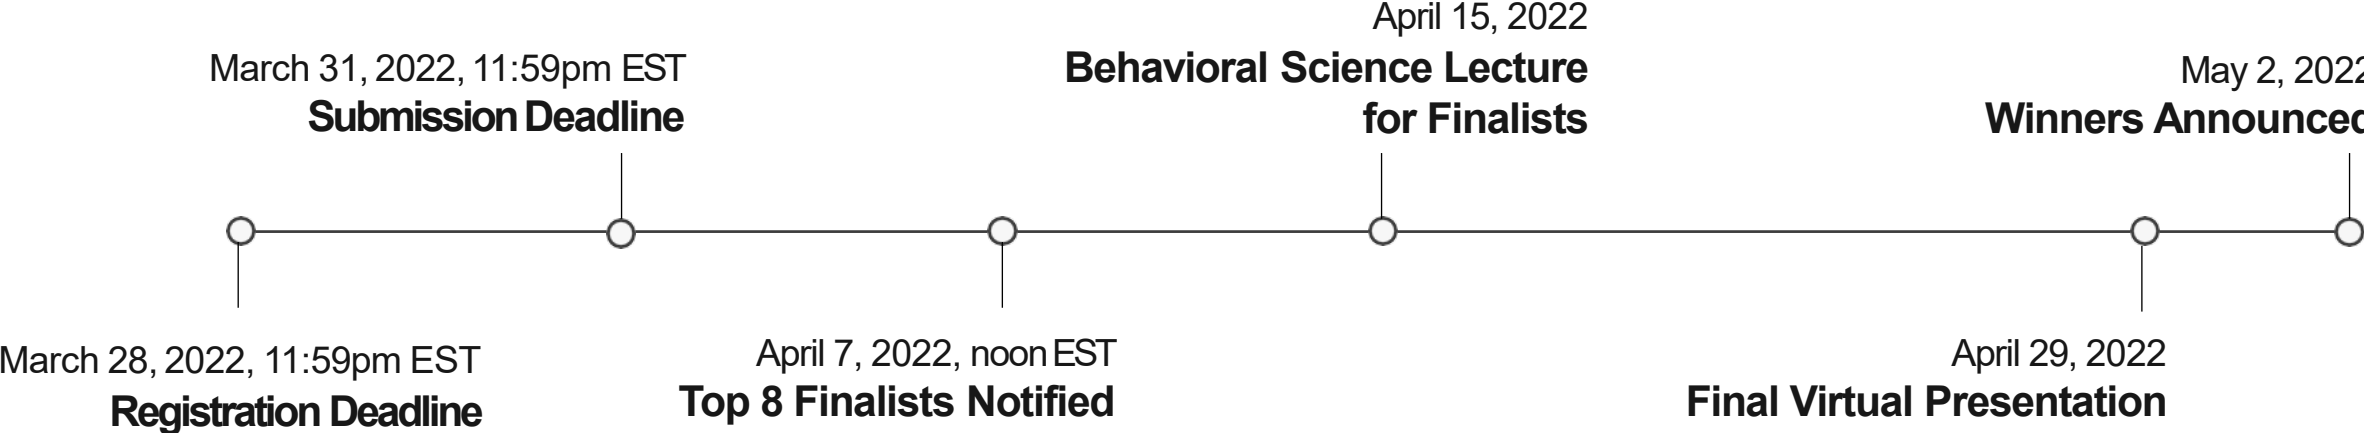 March 28, 2022, 11:59pm EST
Registration Deadline
March 31, 2022, 11:59pm EST
Submission Deadline
April 7, 2022, noon EST
Top 8 Finalists Notified
April 15, 2022
Behavioral Science Lecture
for Finalists
April 29, 2022
Final Virtual Presentation
May 2, 2022
Winners Announced